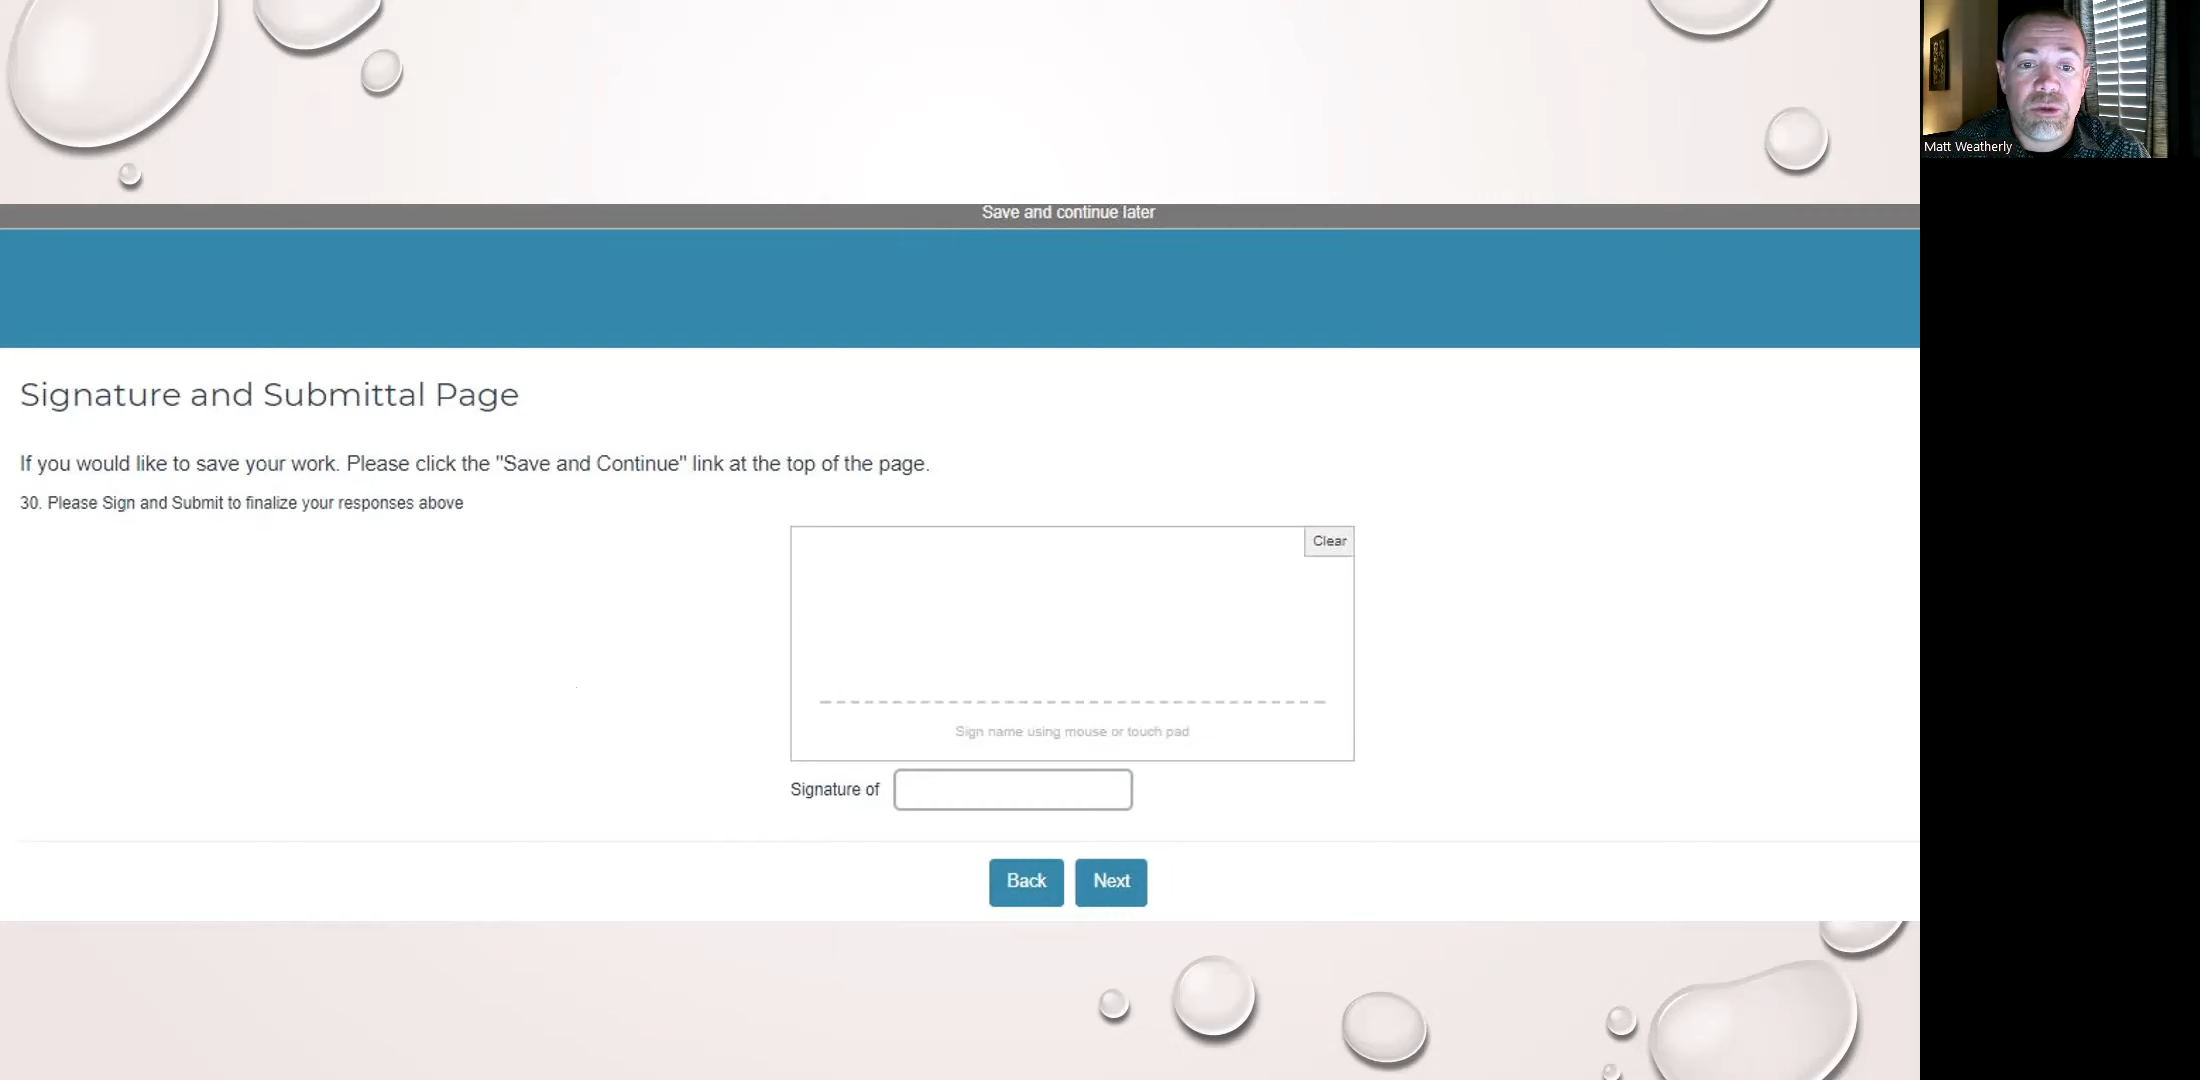 Matt Weatherly
Save and continue later
Signature and Submittal Page
If you would like to save your work. Please click the "Save and Continue" link at the top of the page.
30. Please Sign and Submit to finalize your responses above
Clear
Sign name using mouse or touch pad
Signature of
Back
Next